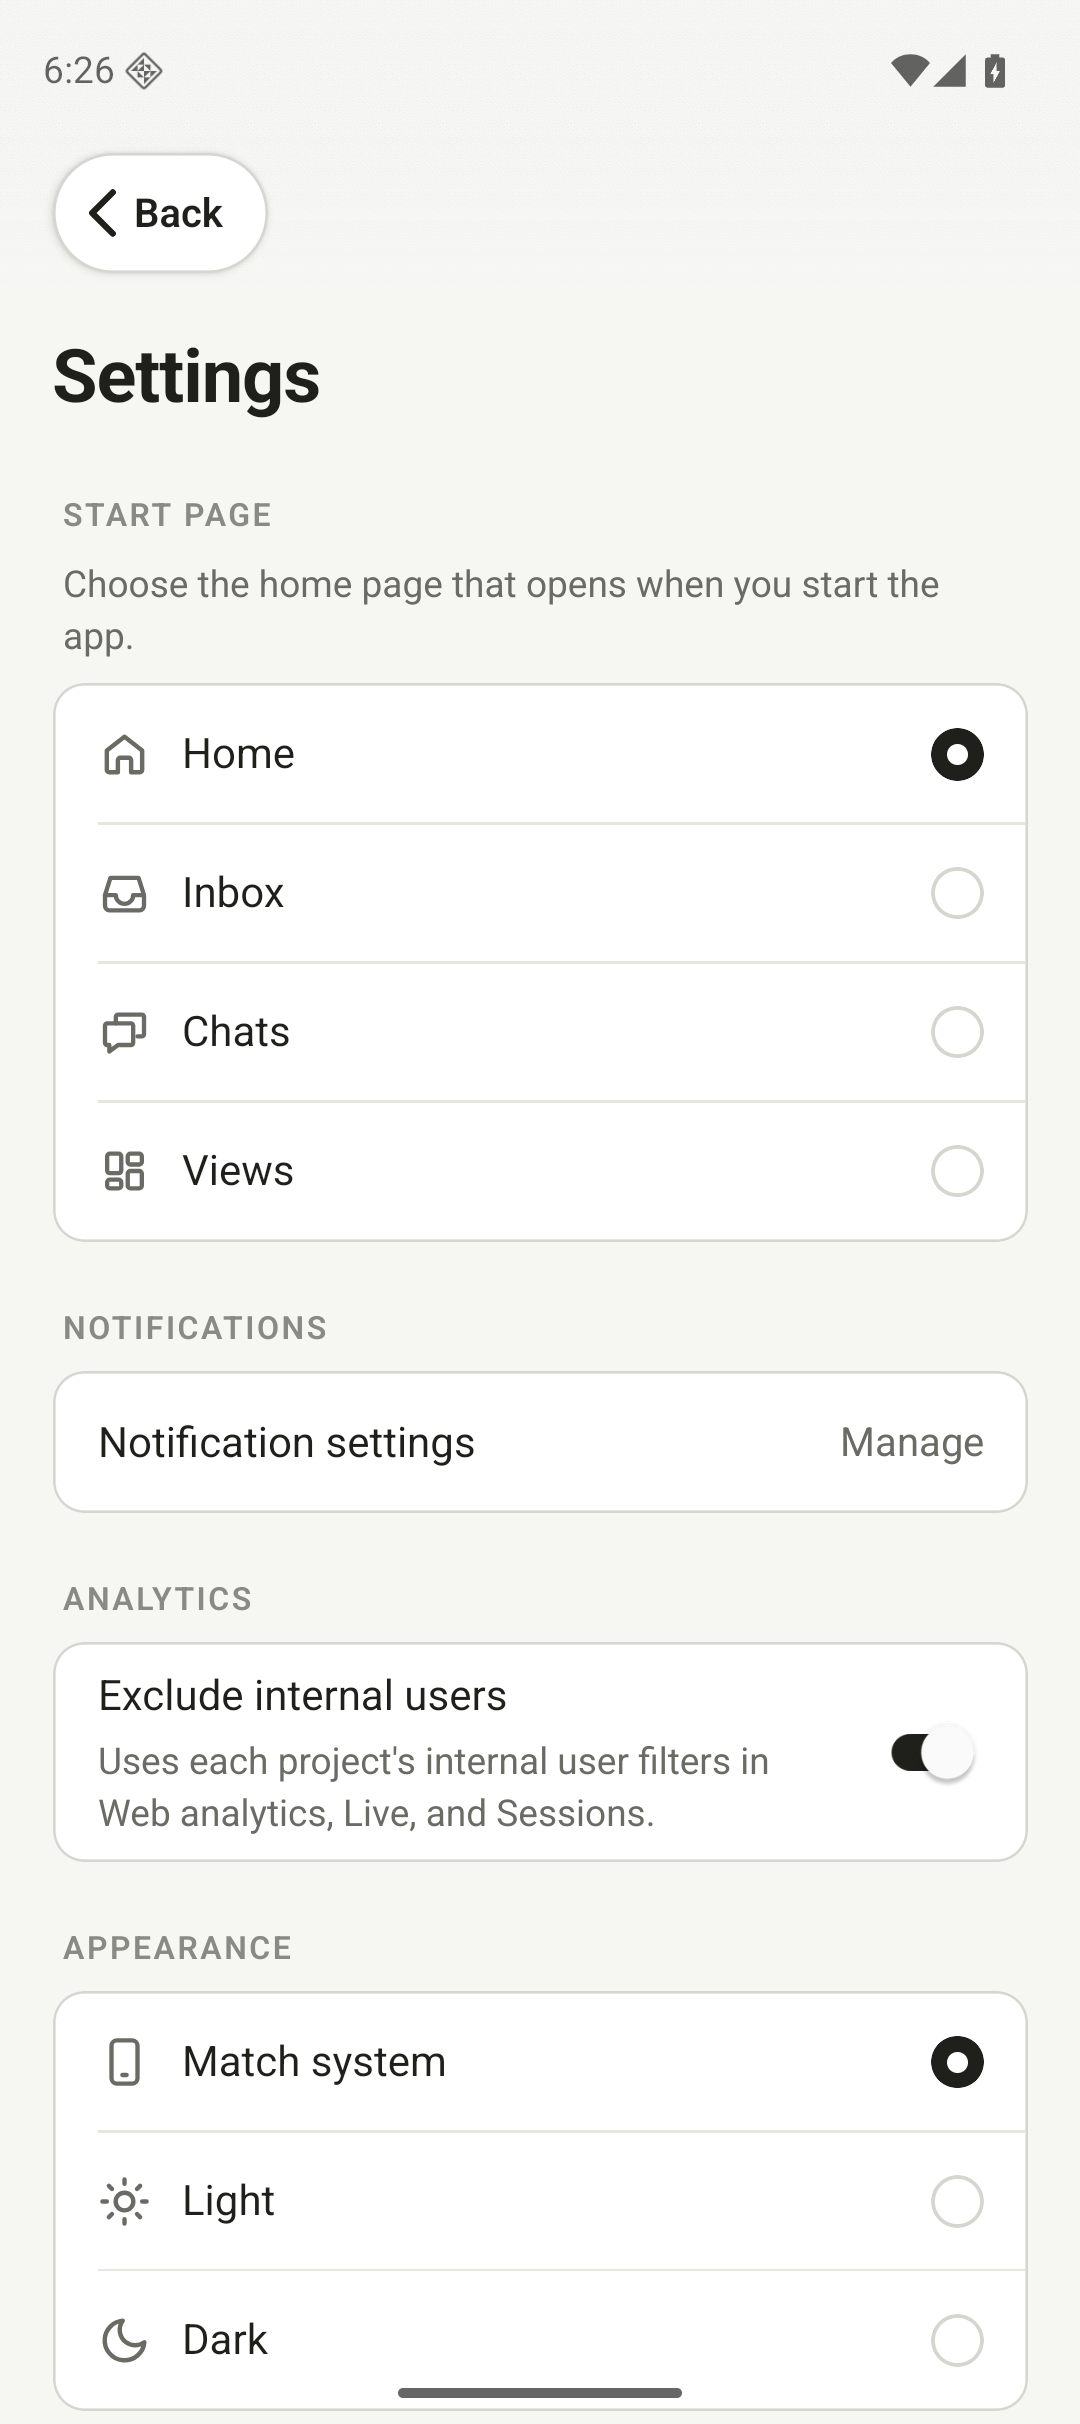 6:26
Back
Settings
START PAGE
Choose the home page that opens when you start the
app.
Home
Inbox
Chats
Views
NOTIFICATIONS
Notification settings
Manage
ANALYTICS
Exclude internal users
Uses each project's internal user filters in
Web analytics, Live, and Sessions.
APPEARANCE
Match system
Light
Dark